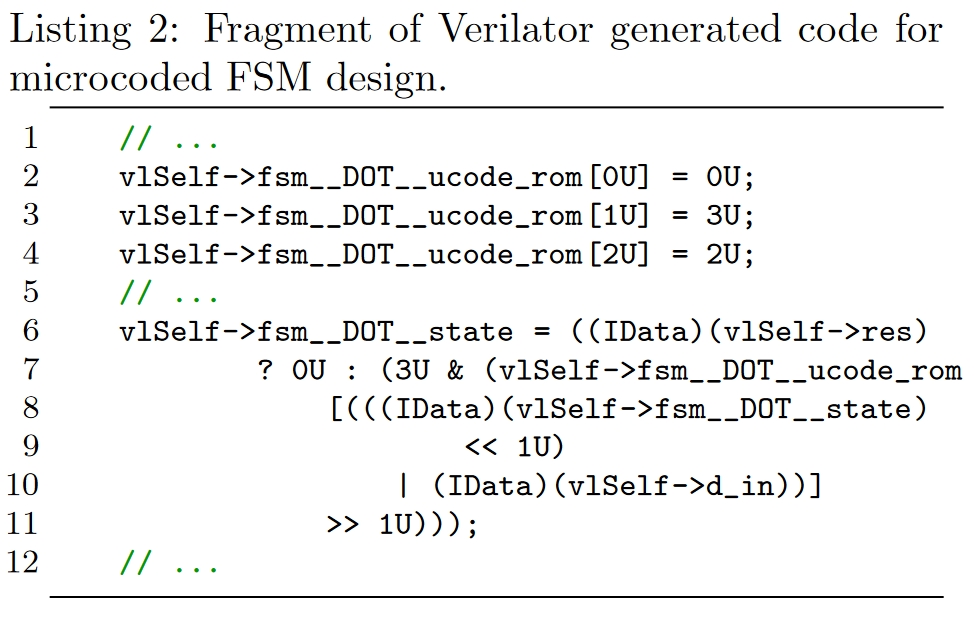 Listing 2: Fragment of Verilator generated code for
microcoded FSM design.
1 // ...
2 vlSelf->fsm__DOT__ucode_rom[0U] = 0U;
3 vlSelf->fsm__DOT__ucode_rom[1U] = 3U;
4 vlSelf->fsm__DOT__ucode_rom[2U] = 2U;
5 // ...
6 vlSelf->fsm__DOT__state = ((IData)(vlSelf->res)
7 ? 0U : (3U & (vlSelf->fsm__DOT__ucode_rom
8 [(((IData)(vlSelf->fsm__DOT__state)
9 << 1U)
10 | (IData)(vlSelf->d_in))]
11 >> 1U)));
12 // ...